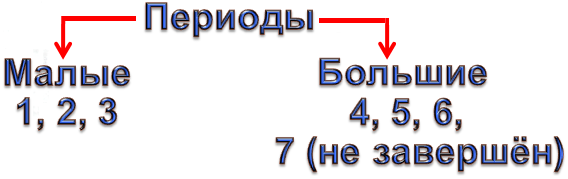 Периоды
Малые
1, 2, 3
Большие
4, 5, 6,
7 (не завершён)